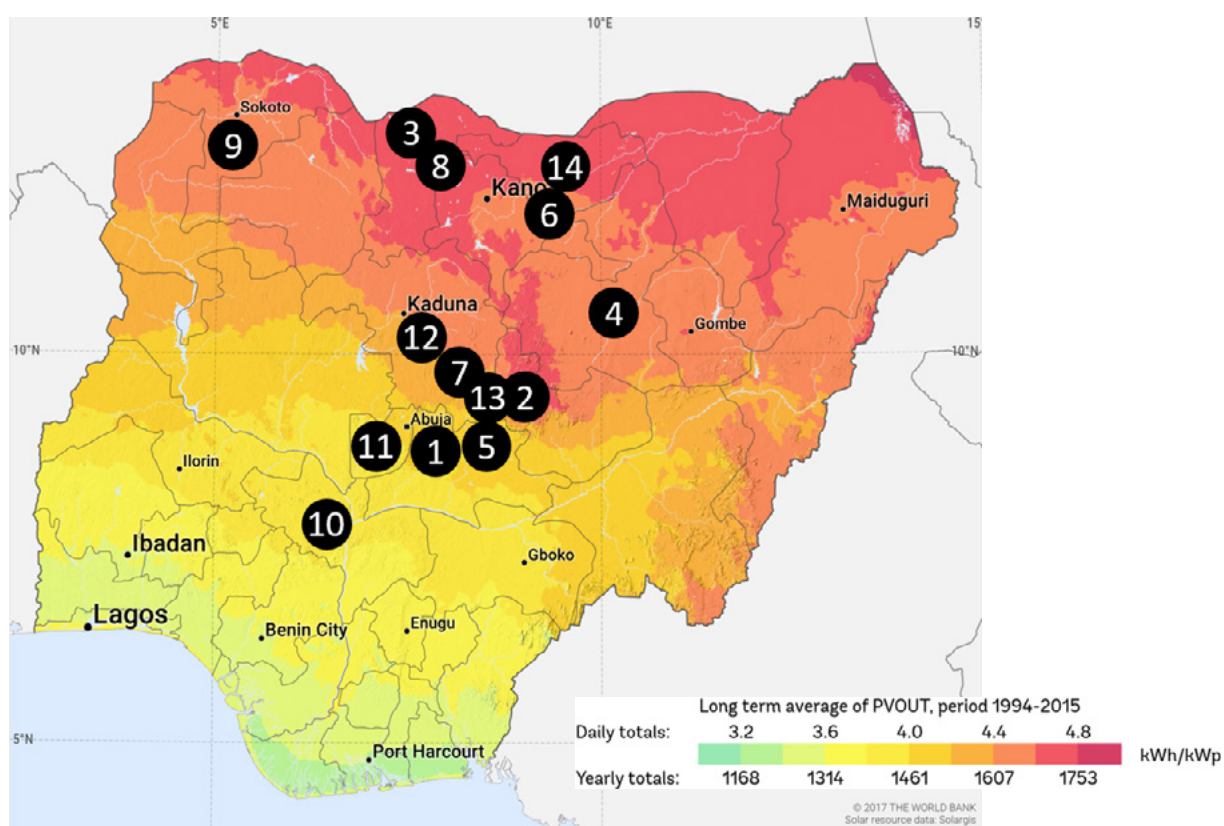 5°E
10°E
15
Sokoto
3
9
8
14
Kano
6
Maiduguri
Kaduna
4
Gombe
12
10°N
10°N
7
13
2
Abuja
11
1
5
Ilorin
10
Ibadan
Gboko
Lagos
Benin City
Enugu
Long term average of PVOUT, period 1994-2015
Daily totals: 3.2 3.6 4.0 4.4 4.8
5°N
Port Harcourt
kWh/kWp
Yearly totals: 1168 1314 1461 1607 1753
© 2017 THE WORLD BANK
Solar resource data: Solargis